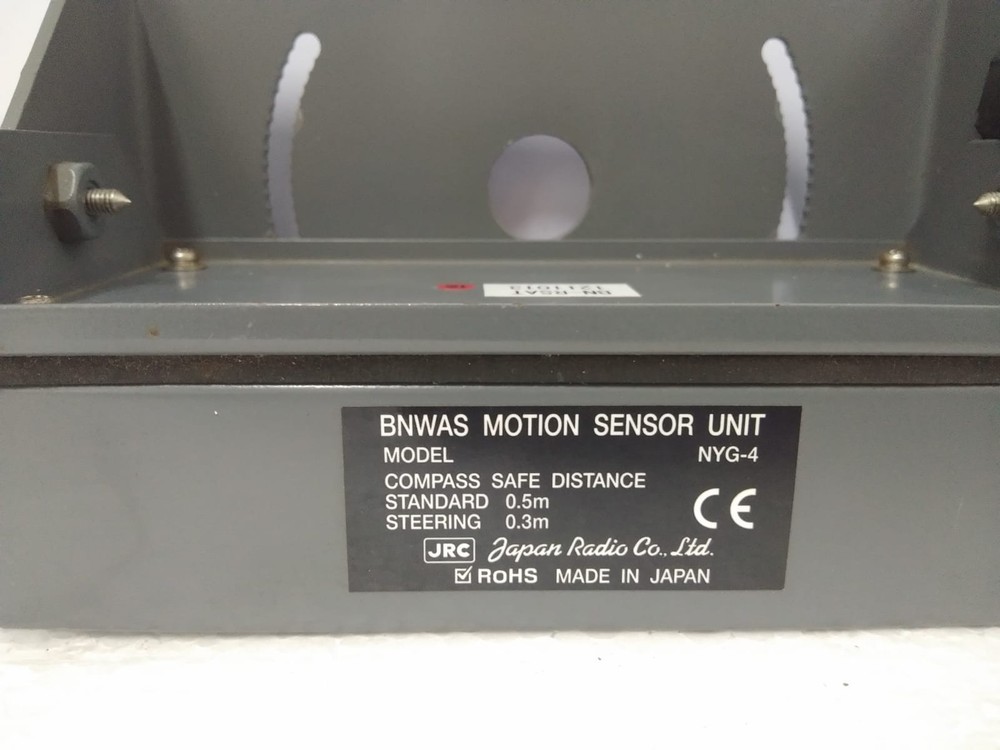 BNWAS MOTION SENSOR UNIT
MODEL NYG-4
COMPASS SAFE DISTANCE
STANDARD 0.5m
STEERING 0.3m
CE
JRC Japan Radio Co., Ltd.
RoHS MADE IN JAPAN